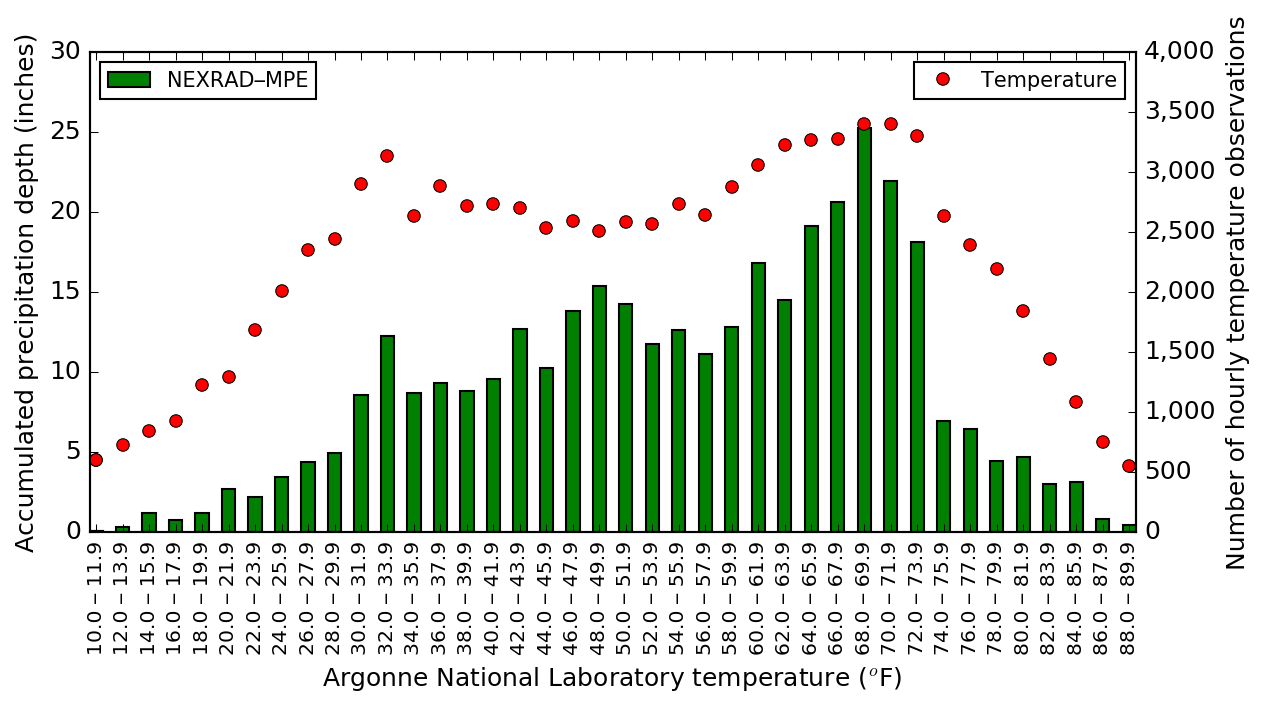 Accumulated precipitation depth (inches)
30
25
20
15
10
5
0
NEXRAD–MPE
Temperature
4,000
3,500
3,000
2,500
2,000
1,500
1,000
500
0
Number of hourly temperature observations
10.0 – 11.9
12.0 – 13.9
14.0 – 15.9
16.0 – 17.9
18.0 – 19.9
20.0 – 21.9
22.0 – 23.9
24.0 – 25.9
26.0 – 27.9
28.0 – 29.9
30.0 – 31.9
32.0 – 33.9
34.0 – 35.9
36.0 – 37.9
38.0 – 39.9
40.0 – 41.9
42.0 – 43.9
44.0 – 45.9
46.0 – 47.9
48.0 – 49.9
50.0 – 51.9
52.0 – 53.9
54.0 – 55.9
56.0 – 57.9
58.0 – 59.9
60.0 – 61.9
62.0 – 63.9
64.0 – 65.9
66.0 – 67.9
68.0 – 69.9
70.0 – 71.9
72.0 – 73.9
74.0 – 75.9
76.0 – 77.9
78.0 – 79.9
80.0 – 81.9
82.0 – 83.9
84.0 – 85.9
86.0 – 87.9
88.0 – 89.9
Argonne National Laboratory temperature (°F)